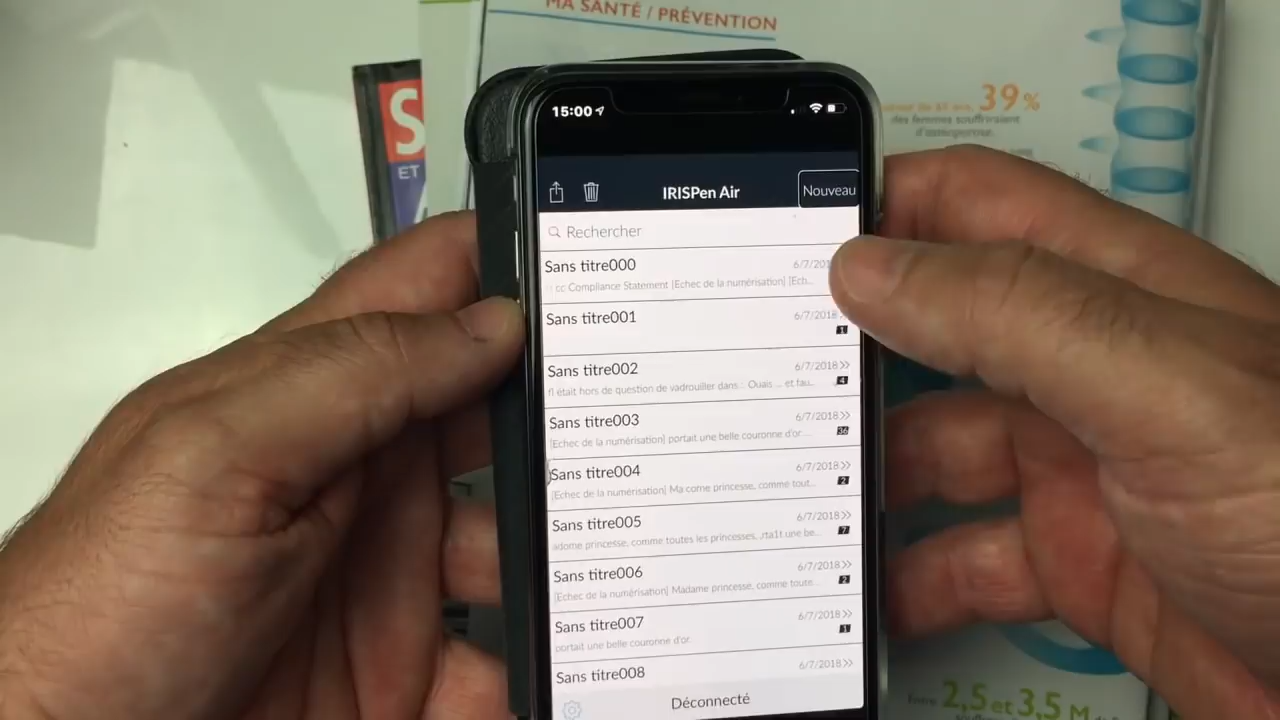 MA SANTÉ / PRÉVENTION
S
ET
39%
des femmes souffriraient
d'ostéoporose.
15:00
IRISPen Air
Nouveau
Rechercher
Sans titre000
6/7/201
cc Compliance Statement [Echec de la numérisation] [Ech...
Sans titre001
6/7/2018
1
Sans titre002
6/7/2018>>
était hors de question de vadrouiller dans... Ouais ... et fau...
4
Sans titre003
6/7/2018>>
[Echec de la numérisation] portait une belle couronne d'or. ...
36
Sans titre004
6/7/2018>>
[Echec de la numérisation] Ma corne princesse, comme tout...
2
Sans titre005
6/7/2018>>
adome princesse, comme toutes les princesses, ,rta1t une be...
7
Sans titre006
6/7/2018>>
[Echec de la numérisation] Madame princesse, comme toute...
2
Sans titre007
6/7/2018>>
portait une belle couronne d'or.
1
Sans titre008
6/7/2018>>
Déconnecté
Entre 2,5 et 3,5 M